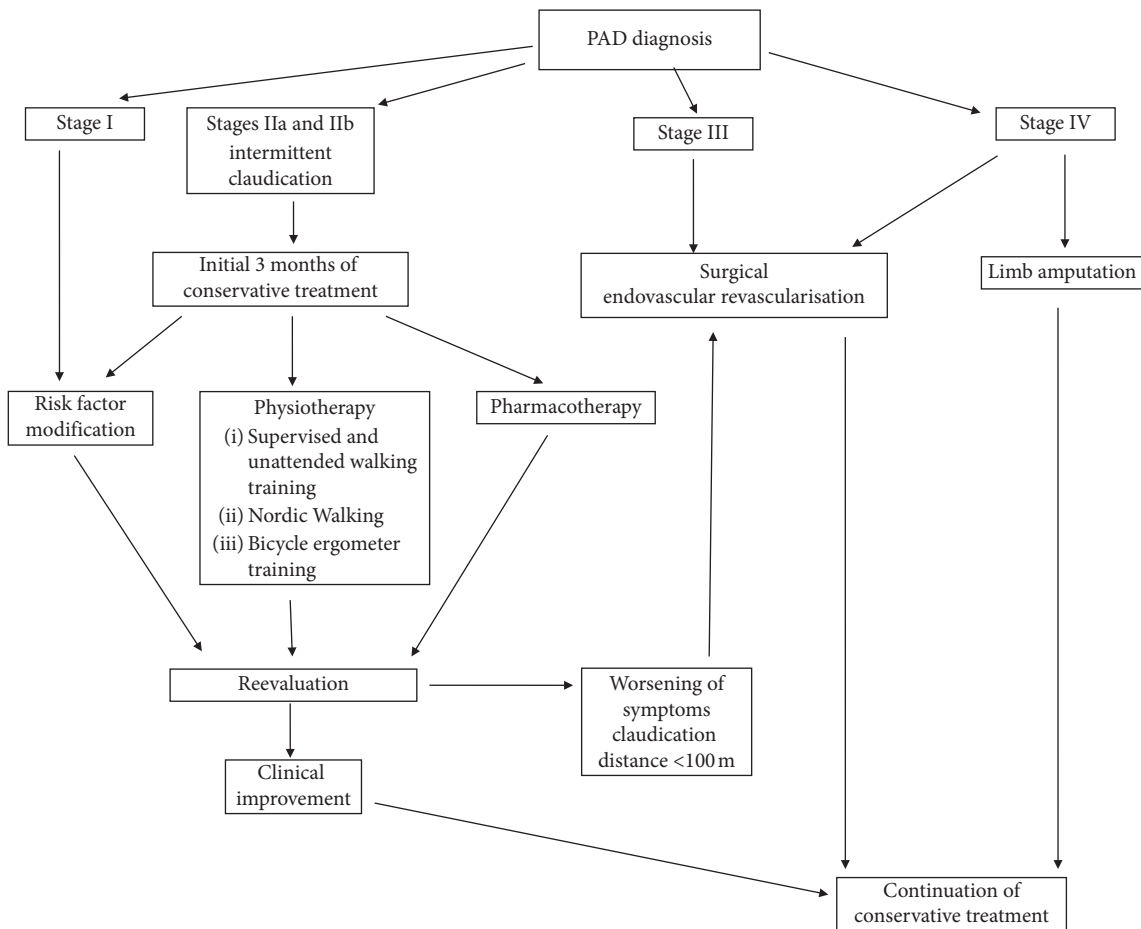 PAD diagnosis
Stage I
Stages IIa and IIb
intermittent
claudication
Stage III
Stage IV
Initial 3 months of
conservative treatment
Surgical
endovascular revascularisation
Limb amputation
Risk factor
modification
Physiotherapy
(i) Supervised and
unattended walking
training
(ii) Nordic Walking
(iii) Bicycle ergometer
training
Pharmacotherapy
Reevaluation
Worsening of
symptoms
claudication
distance <100 m
Clinical
improvement
Continuation of
conservative treatment